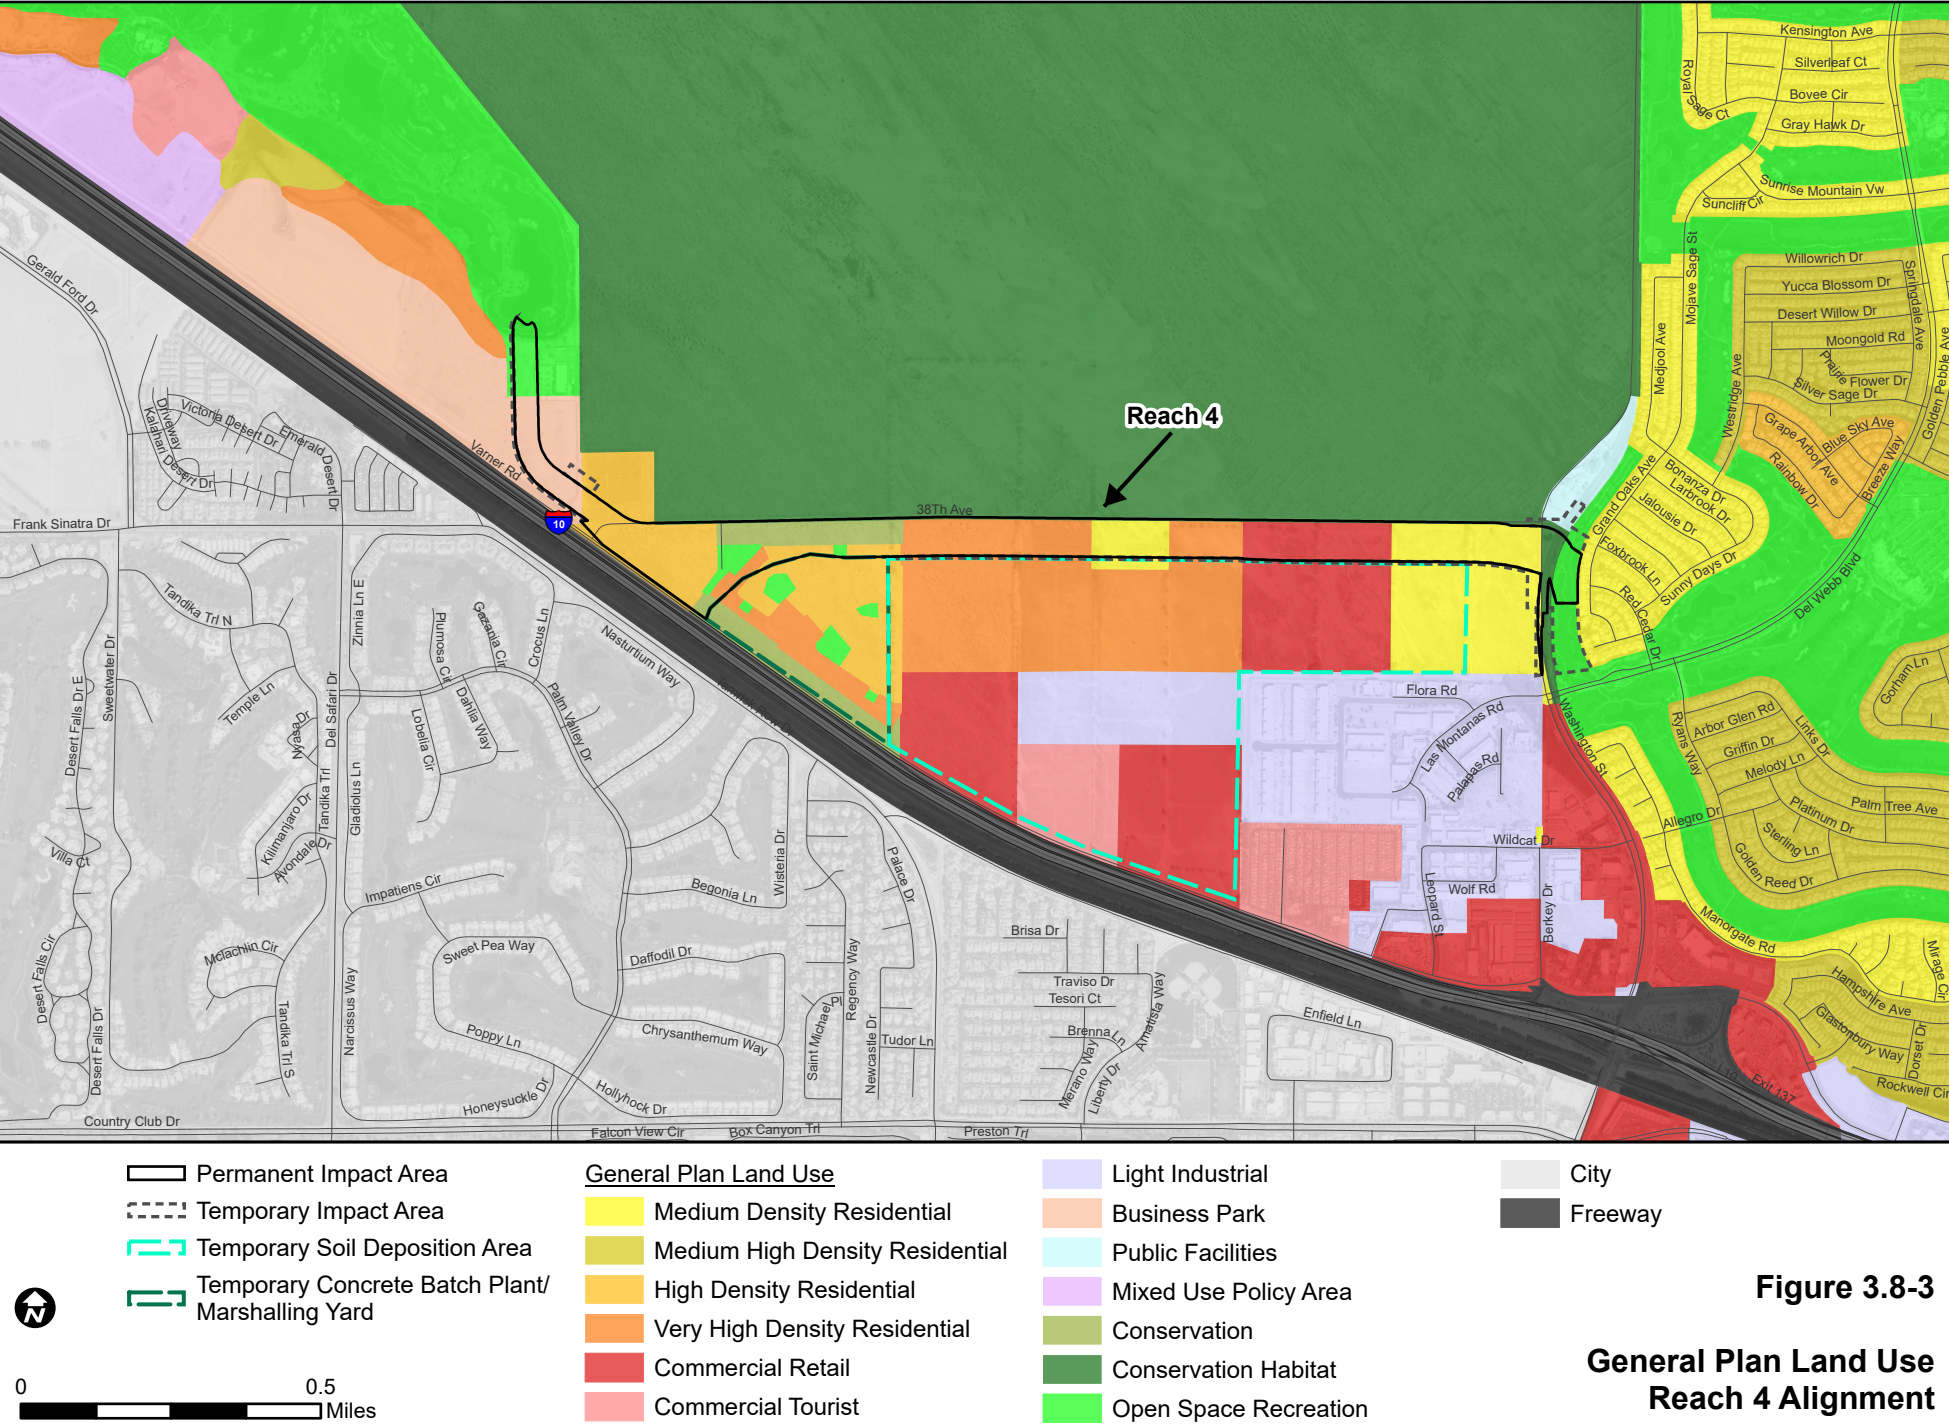 Kensington Ave
Silverleaf Ct
Royal Sage Ct
Bovee Cir
Gray Hawk Dr
Sunrise Mountain Vw
Suncliff Cir
Mojave Sage St
Willowrich Dr
Springdale Ave
Yucca Blossom Dr
Desert Willow Dr
Moongold Rd
Prairie Flower Dr
Silver Sage Dr
Golden Pebble Ave
Medjool Ave
Westridge Ave
Grape Arbor Ave
Blue Sky Ave
Breeze Way
Rainbow Dr
Gerald Ford Dr
Victoria Desert Dr
Driveway
Kalahari Desert Dr
Emerald Desert Dr
Varner Rd
10
Reach 4
38Th Ave
Grand Oaks Ave
Bonanza Dr
Larbrook Dr
Jalousie Dr
Foxbrook Ln
Sunny Days Dr
Red Cedar Dr
Del Webb Blvd
Frank Sinatra Dr
Tandika Trl N
Zinnia Ln E
Plumosa Cir
Gazania Cir
Crocus Ln
Nasturtium Way
Sweetwater Dr
Desert Falls Dr E
Temple Ln
Nyasa Dr
Del Safari Dr
Dahlia Way
Lobelia Cir
Palm Valley Dr
Flora Rd
Las Montanas Rd
Palapas Rd
Washington St
Gorham Ln
Ryans Way
Arbor Glen Rd
Links Dr
Griffin Dr
Melody Ln
Palm Tree Ave
Platinum Dr
Sterling Ln
Allegro Dr
Golden Reed Dr
Tandika Trl
Gladiolus Ln
Kilimanjaro Dr
Avondale Dr
Villa Ct
Impatiens Cir
Wisteria Dr
Begonia Ln
Palace Dr
Wildcat Dr
Wolf Rd
Leopard St
Berkey Dr
Manorgate Rd
Mirage Cir
Hampshire Ave
Glastonbury Way
Dorset Dr
Rockwell Cir
Desert Falls Cir
Mclachlin Cir
Sweet Pea Way
Daffodil Dr
Regency Way
Brisa Dr
Traviso Dr
Tesori Ct
Brenna Ln
Amatista Way
Merano Way
Liberty Dr
Enfield Ln
I-10 Exit 137
Desert Falls Dr
Tandika Trl S
Narcissus Way
Poppy Ln
Chrysanthemum Way
Saint Michael Pl
Newcastle Dr
Tudor Ln
Honeysuckle Dr
Hollyhock Dr
Country Club Dr
Falcon View Cir
Box Canyon Trl
Preston Trl
Permanent Impact Area
Temporary Impact Area
Temporary Soil Deposition Area
Temporary Concrete Batch Plant/
Marshalling Yard
N
0 0.5
Miles
General Plan Land Use
Medium Density Residential
Medium High Density Residential
High Density Residential
Very High Density Residential
Commercial Retail
Commercial Tourist
Light Industrial
Business Park
Public Facilities
Mixed Use Policy Area
Conservation
Conservation Habitat
Open Space Recreation
City
Freeway
Figure 3.8-3
General Plan Land Use
Reach 4 Alignment